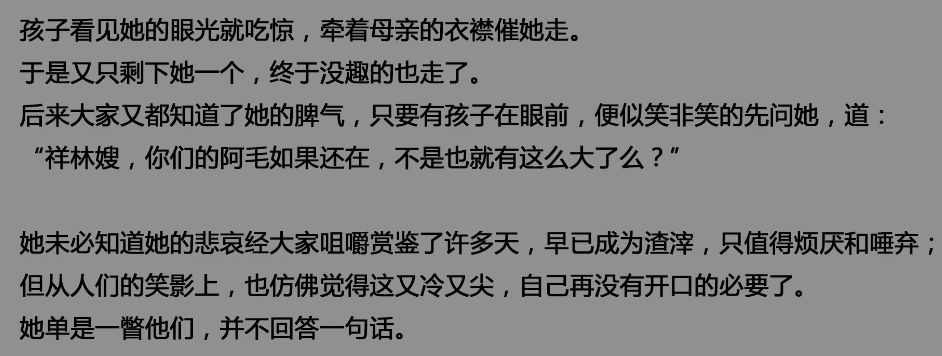 孩子看见她的眼光就吃惊，牵着母亲的衣襟催她走。
于是又只剩下她一个，终于没趣的也走了。
后来大家又都知道了她的脾气，只要有孩子在眼前，便似笑非笑的先问她，道：
“祥林嫂，你们的阿毛如果还在，不是也就有这么大了么？”
她未必知道她的悲哀经大家咀嚼赏鉴了许多天，早已成为渣滓，只值得烦厌和唾弃；
但从人们的笑影上，也仿佛觉得这又冷又尖，自己再没有开口的必要了。
她单是一瞥他们，并不回答一句话。